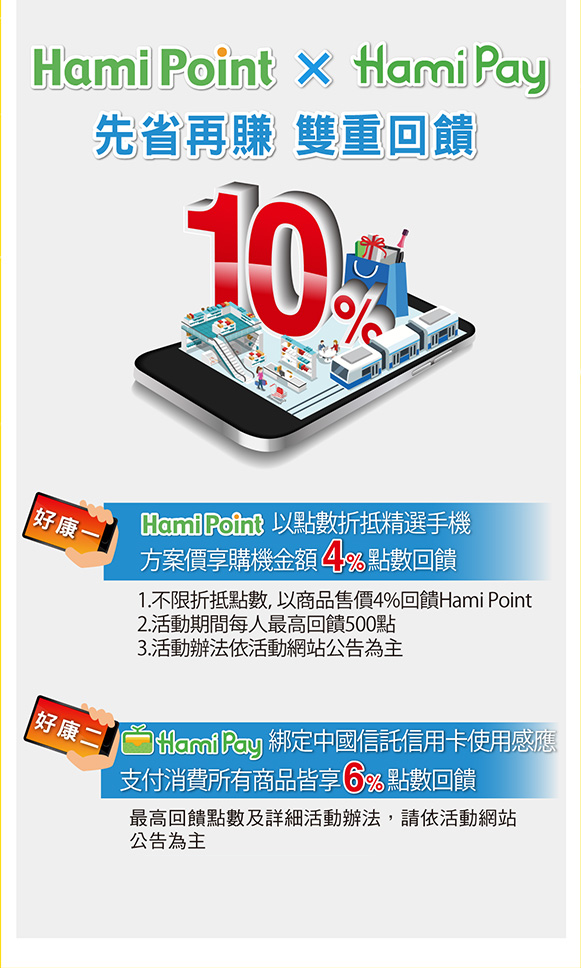 Hami Point × Hami Pay
先省再賺 雙重回饋
10%
好康一
Hami Point 以點數折抵精選手機
方案價享購機金額4%點數回饋
1.不限折抵點數, 以商品售價4%回饋Hami Point
2.活動期間每人最高回饋500點
3.活動辦法依活動網站公告為主
好康二
Hami Pay 綁定中國信託信用卡使用感應
支付消費所有商品皆享6%點數回饋
最高回饋點數及詳細活動辦法，請依活動網站
公告為主